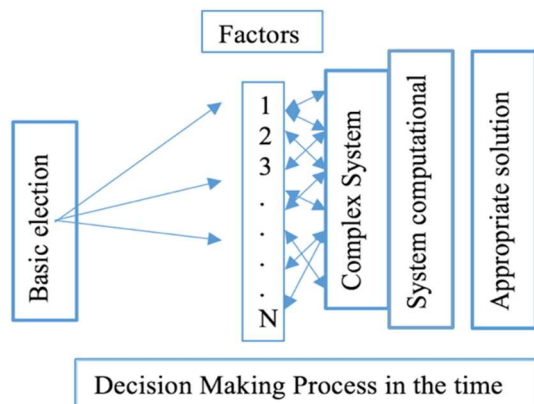 Factors
Basic election
1
2
3
.
.
.
.
N
Complex System
System computational
Appropriate solution
Decision Making Process in the time